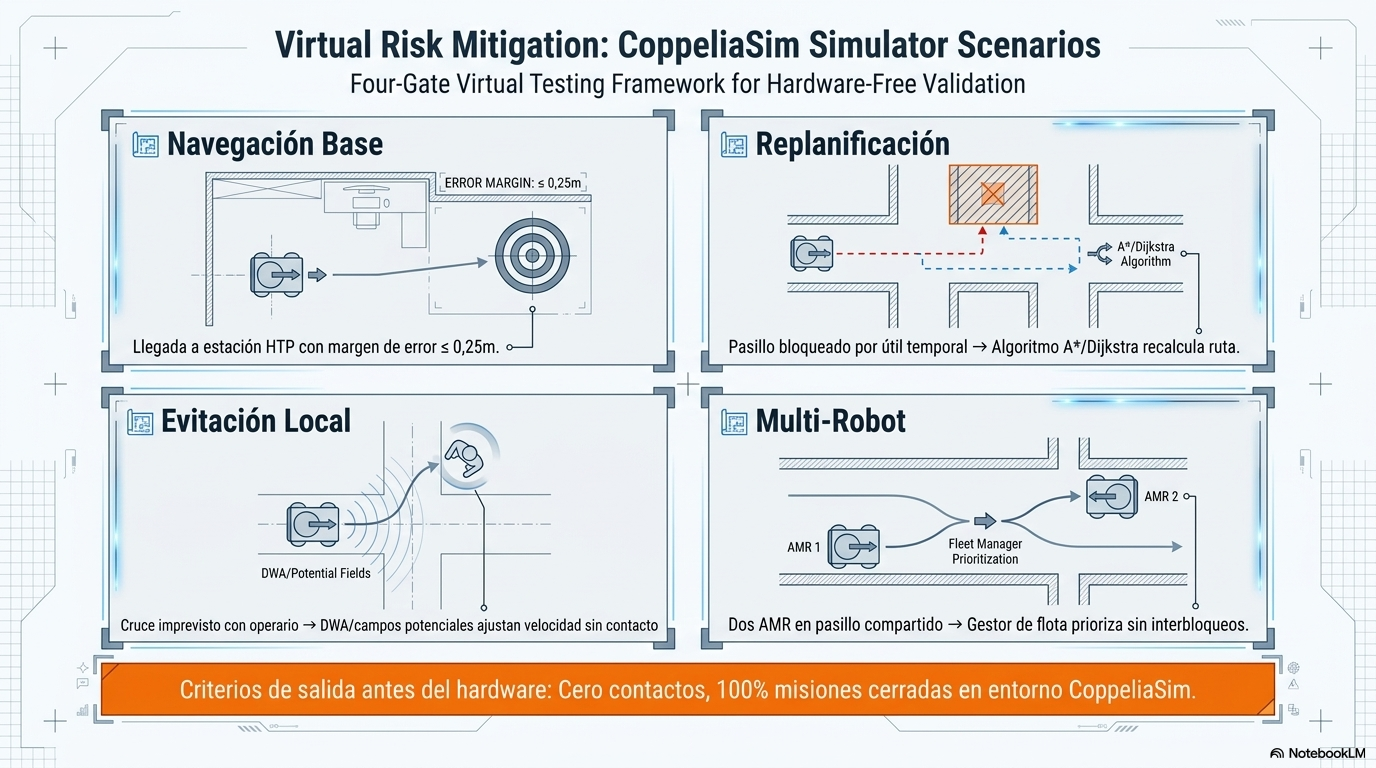 Virtual Risk Mitigation: CoppeliaSim Simulator Scenarios
Four-Gate Virtual Testing Framework for Hardware-Free Validation
Navegación Base
ERROR MARGIN: ≤ 0,25m
Llegada a estación HTP con margen de error ≤ 0,25m.
Replanificación
A*/Dijkstra
Algorithm
Pasillo bloqueado por útil temporal → Algoritmo A*/Dijkstra recalcula ruta.
Evitación Local
DWA/Potential Fields
Cruce imprevisto con operario → DWA/campos potenciales ajustan velocidad sin contacto
Multi-Robot
AMR 1
AMR 2
Fleet Manager
Prioritization
Dos AMR en pasillo compartido → Gestor de flota prioriza sin interbloqueos.
Criterios de salida antes del hardware: Cero contactos, 100% misiones cerradas en entorno CoppeliaSim.
NotebookLM